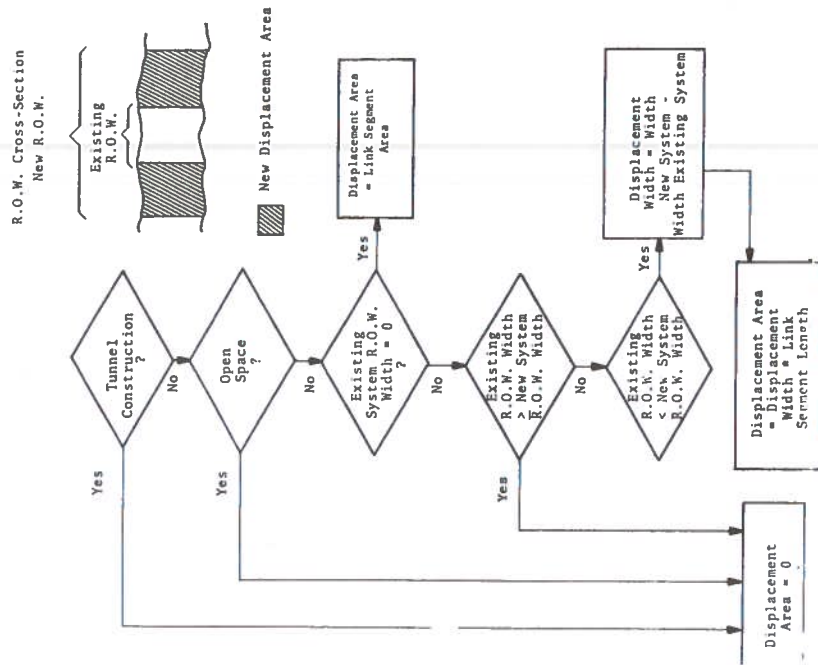 R.O.W. Cross-Section
New R.O.W.
Existing
R.O.W.
New Displacement Area
Tunnel
Construction
?
Yes
No
Open
Space
?
Yes
No
Existing
System R.O.W.
Width = 0
?
Yes
Displacement Area
= Link Segment
Area
No
Existing
R.O.W. Width
> New System
R.O.W. Width
Yes
No
Existing
R.O.W. Width
< New System
R.O.W. Width
Yes
Displacement
Width = Width
New System -
Width Existing System
Displacement Area
= Displacement
Width * Link
Segment Length
Displacement
Area = 0